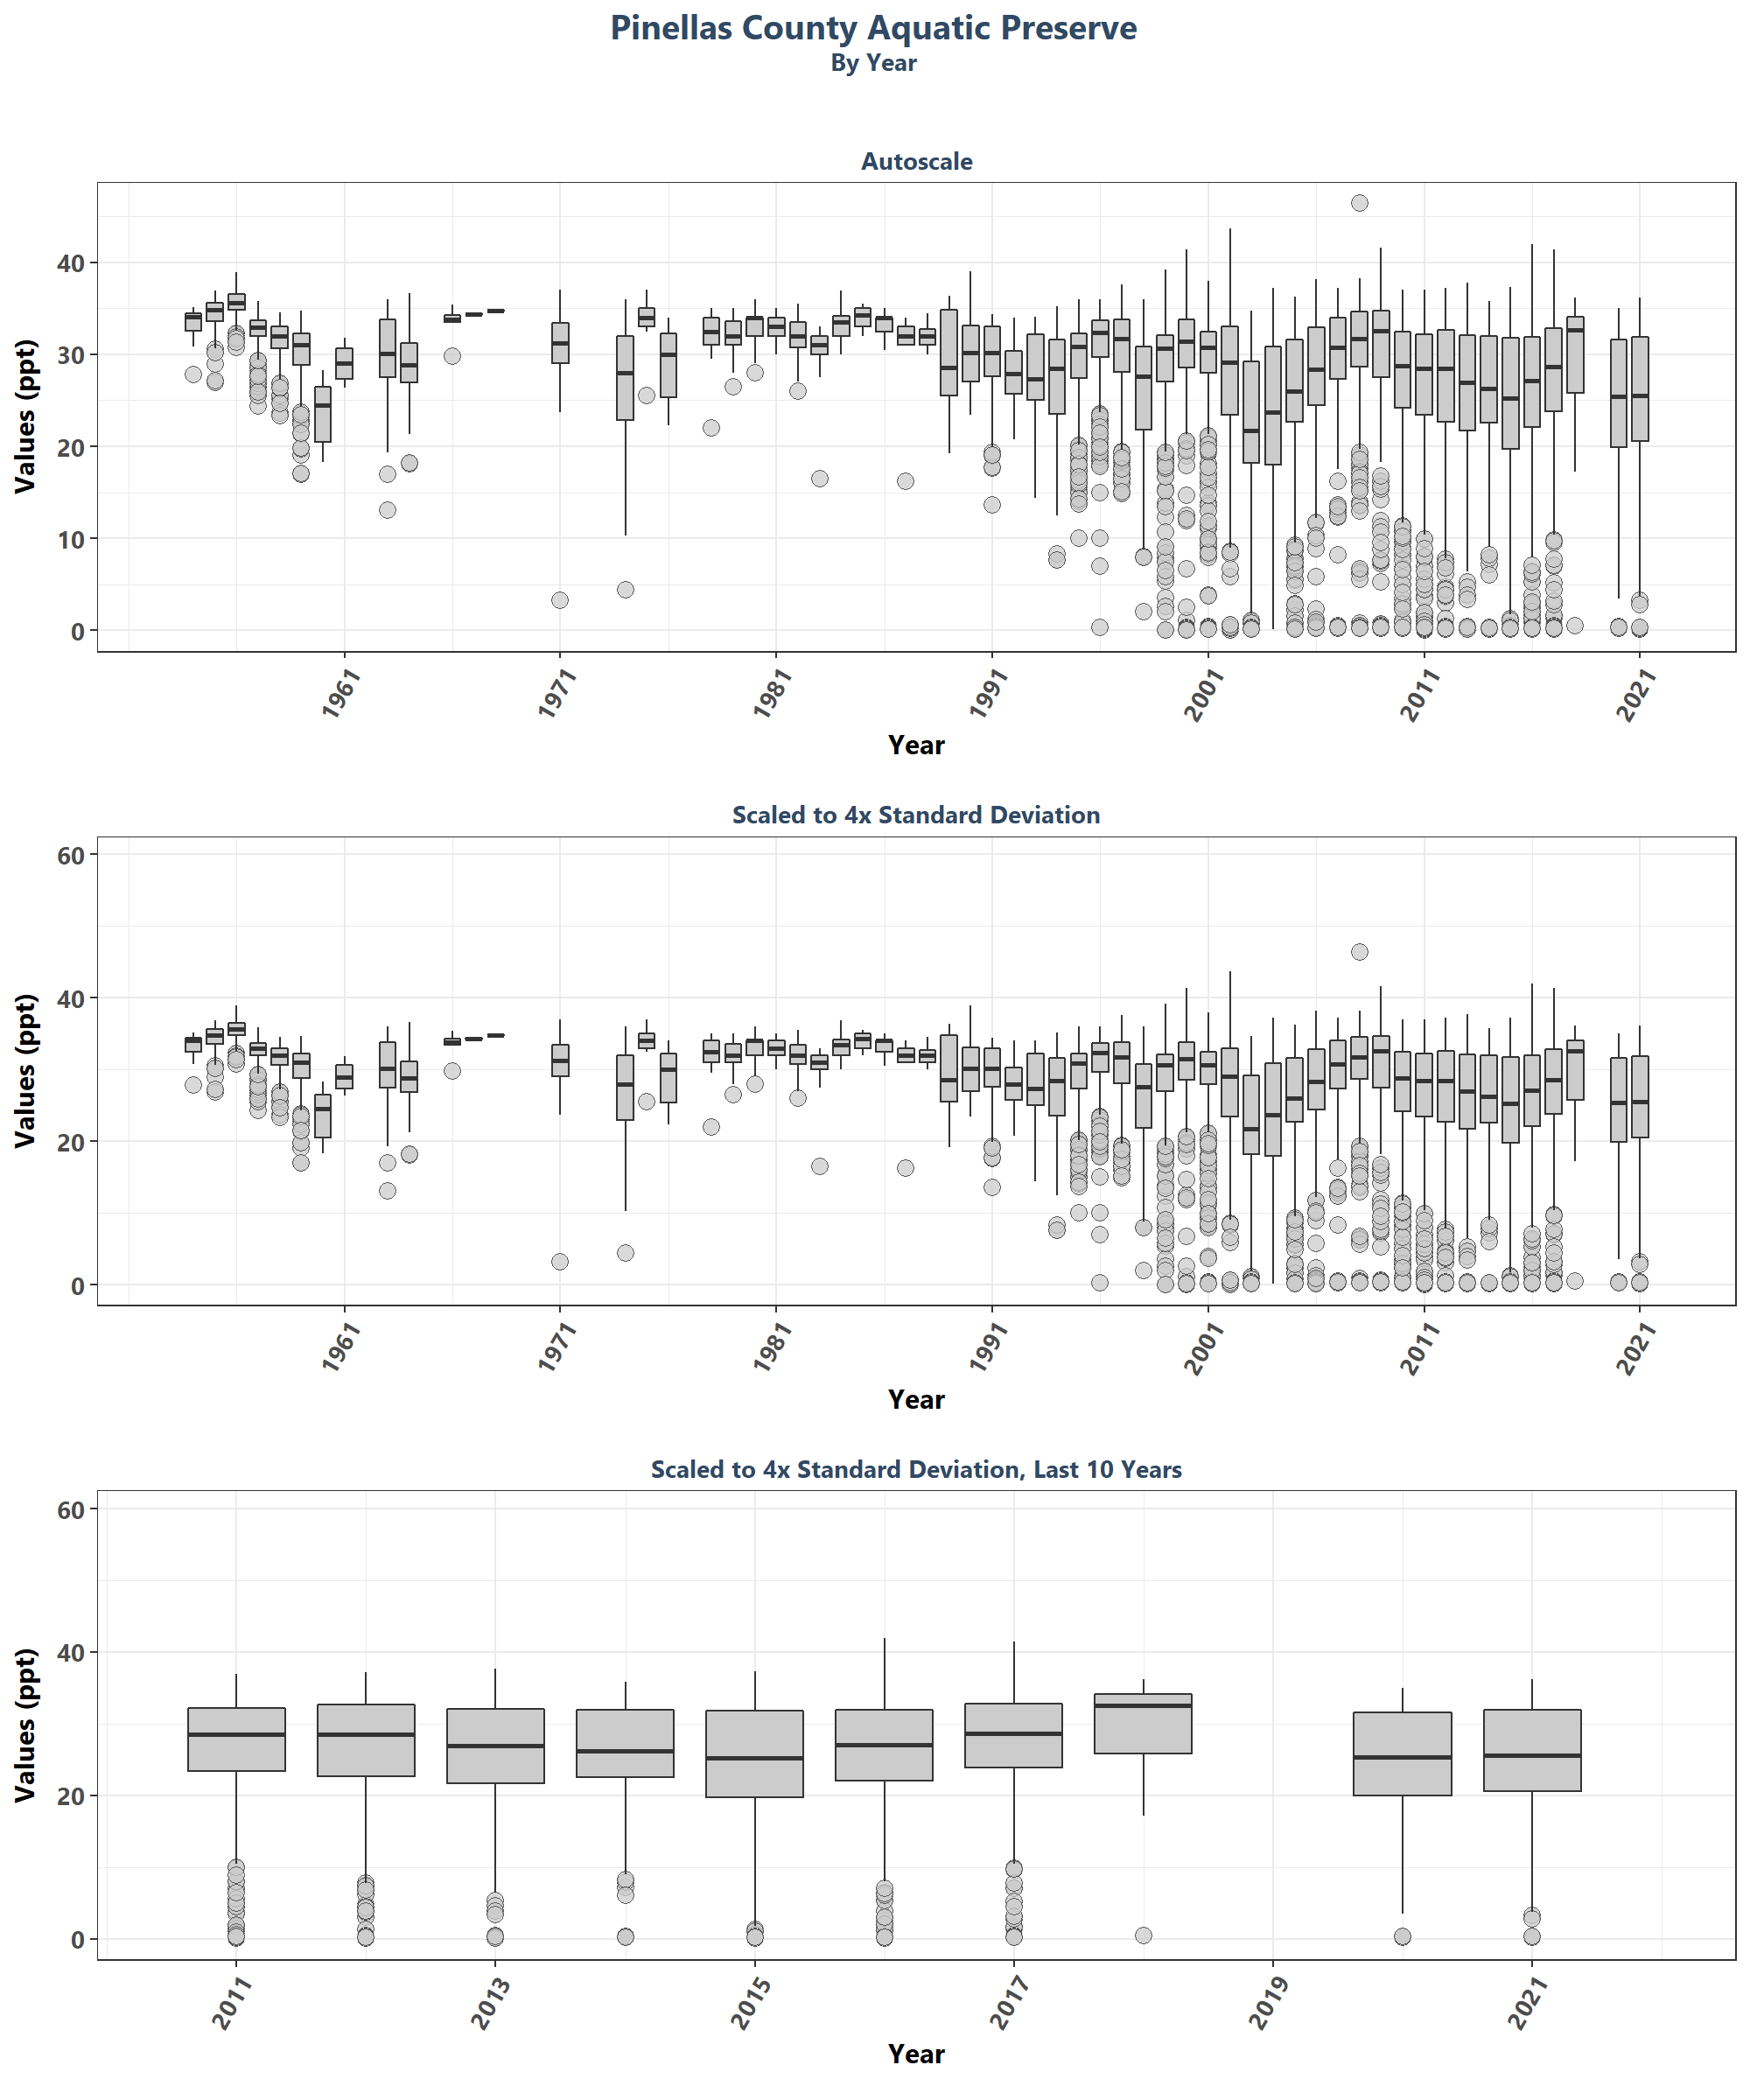 Pinellas County Aquatic Preserve
By Year
Autoscale
Values (ppt)
40
30
20
10
0
1961 1971 1981 1991 2001 2011 2021
Year
Scaled to 4x Standard Deviation
Values (ppt)
60
40
20
0
1961 1971 1981 1991 2001 2011 2021
Year
Scaled to 4x Standard Deviation, Last 10 Years
Values (ppt)
60
40
20
0
2011 2013 2015 2017 2019 2021
Year